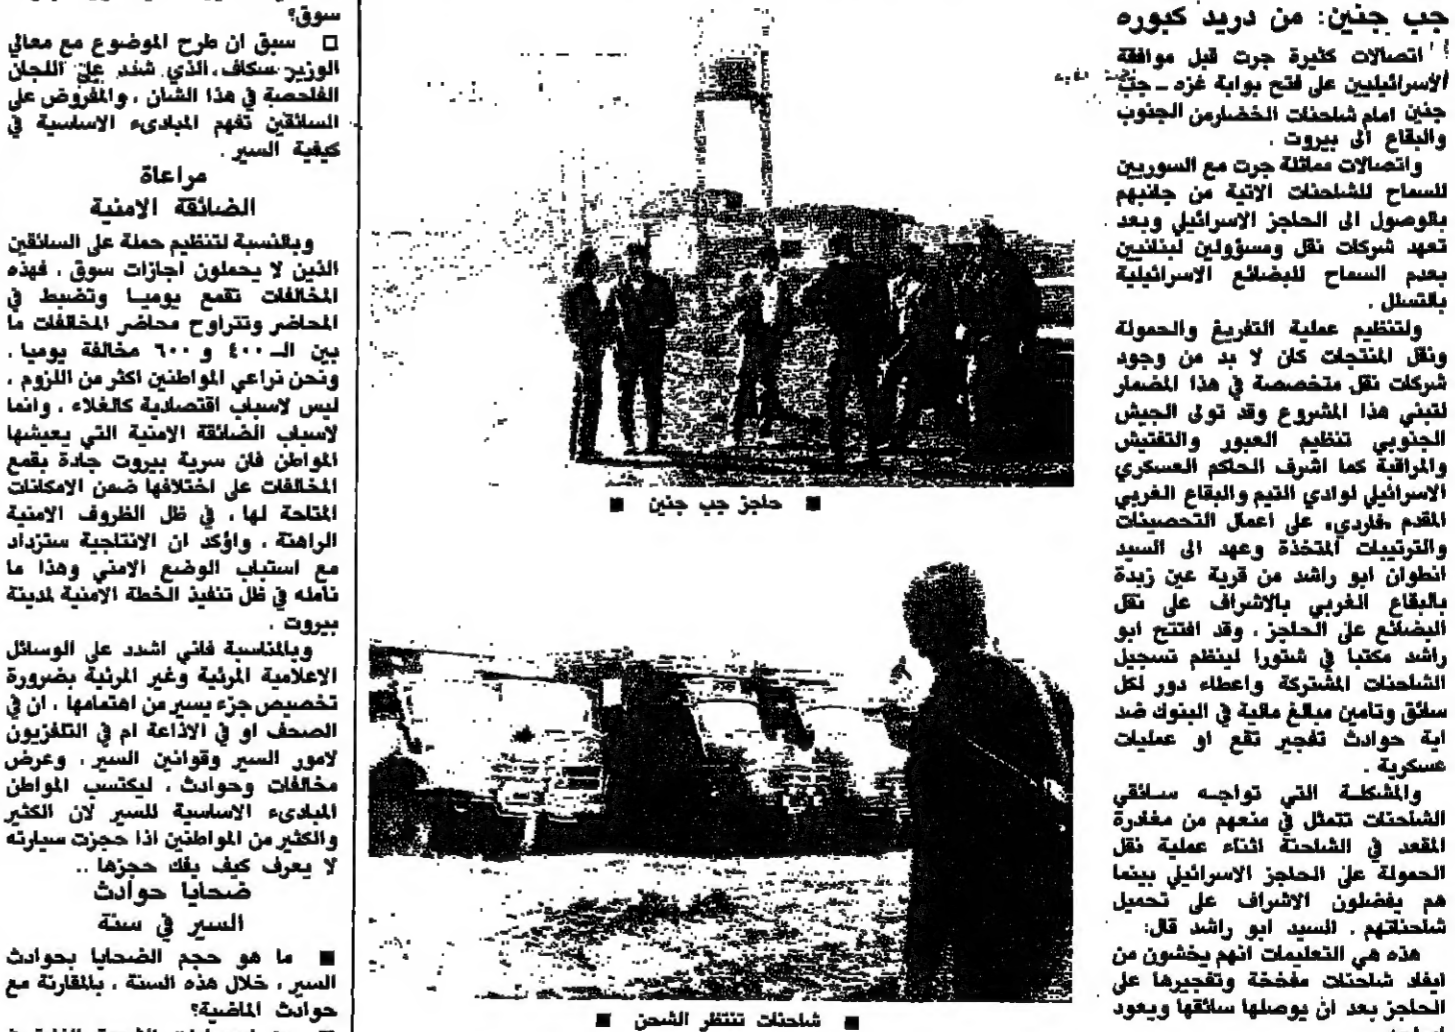 جب جنين: من دريد كبوره
اتصالات كثيرة جرت قبل موافقة
الاسرائيليين على فتح بوابة غزه ـ جب
جنين امام شاحنات الخضار من الجنوب
والبقاع الى بيروت .
واتصالات مماثلة جرت مع السوريين
للسماح للشاحنات الاتية من جانبهم
بالوصول الى الحاجز الاسرائيلي وبعد
تعهد شركات نقل ومسؤولين لبنانيين
بعدم السماح للبضائع الاسرائيلية
بالتسلل .
ولتنظيم عملية التفريغ والحمولة
ونقل المنتجات كان لا بد من وجود
شركات نقل متخصصة في هذا المضمار
لتبني هذا المشروع وقد تولى الجيش
الجنوبي تنظيم العبور والتفتيش
والمراقبة كما اشرف الحاكم العسكري
الاسرائيلي لوادي التيم والبقاع الغربي
المقدم «فاردي» على اعمال التحصينات
والترتيبات المتخذة وعهد الى السيد
انطوان ابو راشد من قرية عين زبدة
بالبقاع الغربي بالاشراف على نقل
البضائع على الحاجز . وقد افتتح ابو
راشد مكتبا في شتورا لينظم تسجيل
الشاحنات المشتركة واعطاء دور لكل
سائق وتامين مبالغ مالية في البنوك ضد
اية حوادث تفجير تقع او عمليات
عسكرية .
والمشكلة التي تواجه سائقي
الشاحنات تتمثل في منعهم من مغادرة
المقعد في الشاحنة اثناء عملية نقل
الحمولة على الحاجز الاسرائيلي بينما
هم يفضلون الاشراف على تحميل
شاحناتهم . السيد ابو راشد قال:
هذه هي التعليمات انهم يخشون من
ايفاد شاحنات مفخخة وتفجيرها على
الحاجز بعد ان يوصلها سائقها ويعود
■ حاجز جب جنين ■
■ شاحنات تنتظر الشحن ■
سوق؟
□ سبق ان طرح الموضوع مع معالي
الوزير سكاف، الذي شدد على اللجان
الفاحصة في هذا الشان ، والمفروض على
السائقين تفهم المبادىء الاساسية في
كيفية السير .
مراعاة
الضائقة الامنية
وبالنسبة لتنظيم حملة على السائقين
الذين لا يحملون اجازات سوق ، فهذه
المخالفات تقمع يوميا وتضبط في
المحاضر وتتراوح محاضر المخالفات ما
بين الـ ٤٠٠ و ٦٠٠ مخالفة يوميا .
ونحن نراعي المواطنين اكثر من اللزوم ،
ليس لاسباب اقتصادية كالغلاء ، وانما
لاسباب الضائقة الامنية التي يعيشها
المواطن فان سرية بيروت جادة بقمع
المخالفات على اختلافها ضمن الامكانات
المتاحة لها ، في ظل الظروف الامنية
الراهنة ، واؤكد ان الانتاجية ستزداد
مع استباب الوضع الامني وهذا ما
نأمله في ظل تنفيذ الخطة الامنية لمدينة
بيروت .
وبالمناسبة فاني اشدد على الوسائل
الاعلامية المرئية وغير المرئية بضرورة
تخصيص جزء يسير من اهتمامها ، ان في
الصحف او في الاذاعة ام في التلفزيون
لامور السير وقوانين السير ، وعرض
مخالفات وحوادث ، ليكتسب المواطن
المبادىء الاساسية للسير لان الكثير
والكثير من المواطنين اذا حجزت سيارته
لا يعرف كيف يفك حجزها ..
ضحايا حوادث
السير في سنة
■ ما هو حجم الضحايا بحوادث
السير ، خلال هذه السنة ، بالمقارنة مع
حوادث الماضية؟